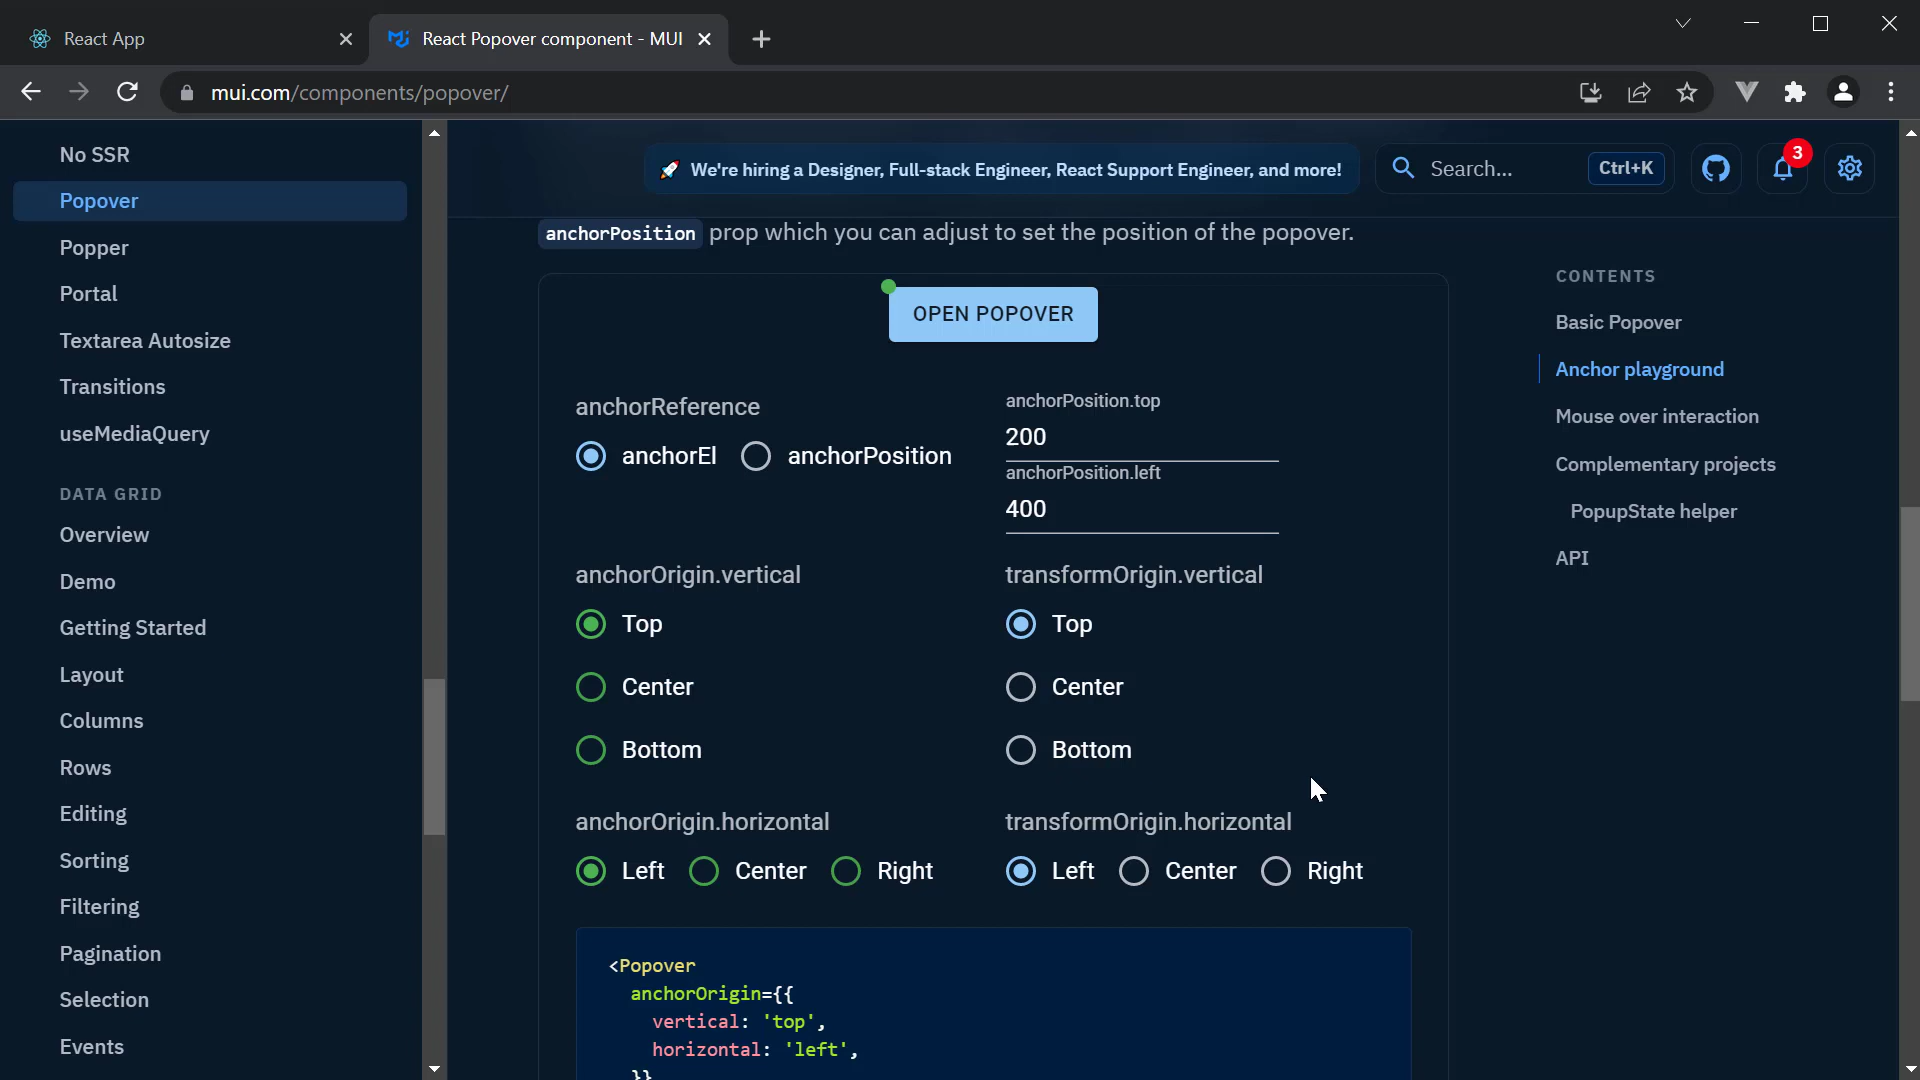 React App
React Popover component - MUI
mui.com/components/popover/
No SSR
Popover
Popper
Portal
Textarea Autosize
Transitions
useMediaQuery
DATA GRID
Overview
Demo
Getting Started
Layout
Columns
Rows
Editing
Sorting
Filtering
Pagination
Selection
Events
🚀 We're hiring a Designer, Full-stack Engineer, React Support Engineer, and more!
Search...
Ctrl+K
3
anchorPosition prop which you can adjust to set the position of the popover.
OPEN POPOVER
anchorReference
anchorEl
anchorPosition
anchorPosition.top
200
anchorPosition.left
400
anchorOrigin.vertical
Top
Center
Bottom
transformOrigin.vertical
Top
Center
Bottom
anchorOrigin.horizontal
Left
Center
Right
transformOrigin.horizontal
Left
Center
Right
<Popover
anchorOrigin={{
vertical: 'top',
horizontal: 'left',
}}
CONTENTS
Basic Popover
Anchor playground
Mouse over interaction
Complementary projects
PopupState helper
API